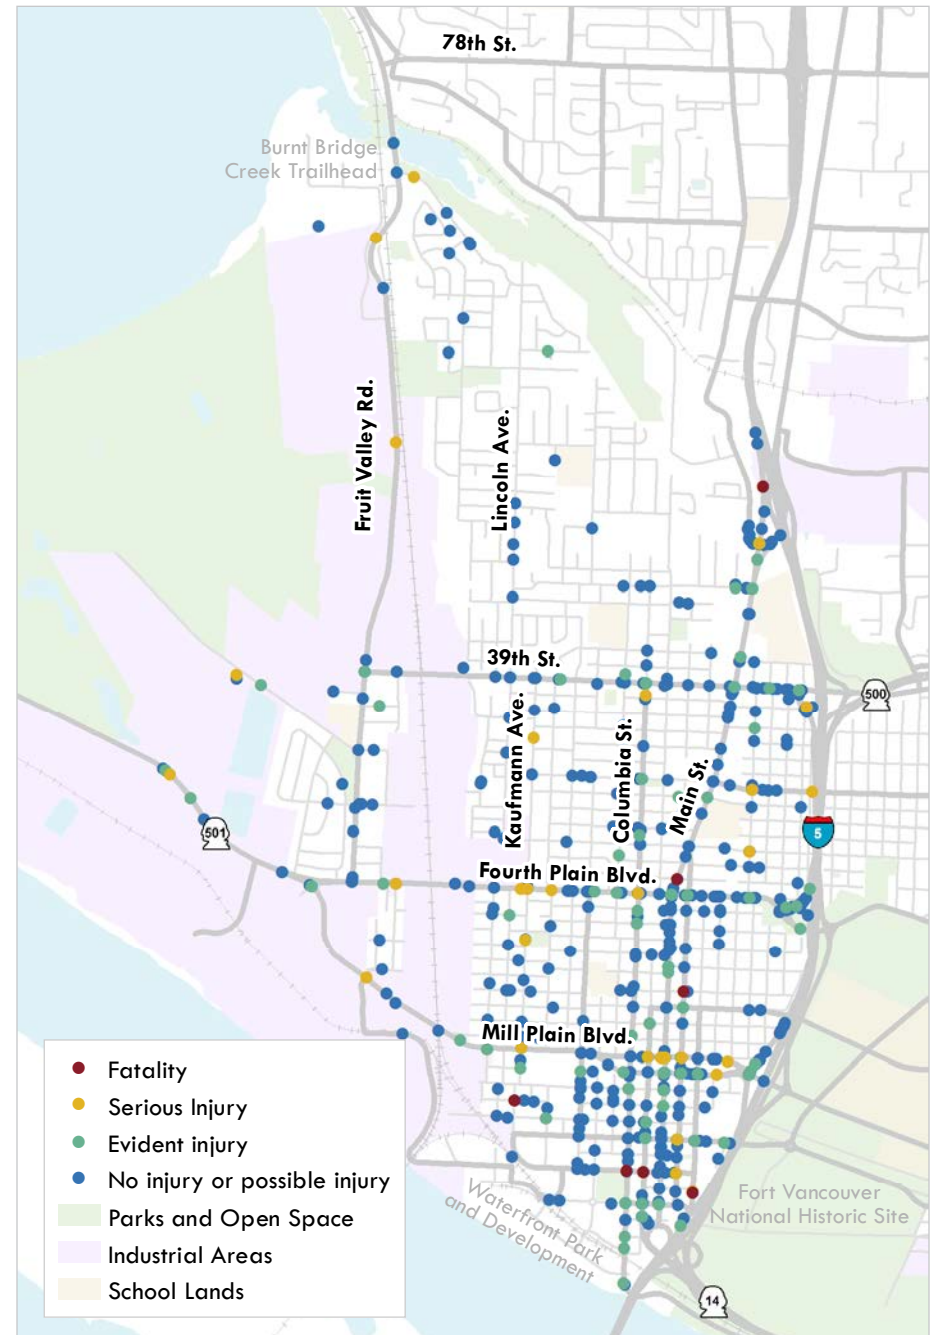 78th St.
Burnt Bridge
Creek Trailhead
Fruit Valley Rd.
Lincoln Ave.
39th St.
500
Kaufmann Ave.
Columbia St.
Main St.
501
5
Fourth Plain Blvd.
Mill Plain Blvd.
Fatality
Serious Injury
Evident injury
No injury or possible injury
Parks and Open Space
Industrial Areas
School Lands
Waterfront Park
and Development
Fort Vancouver
National Historic Site
14